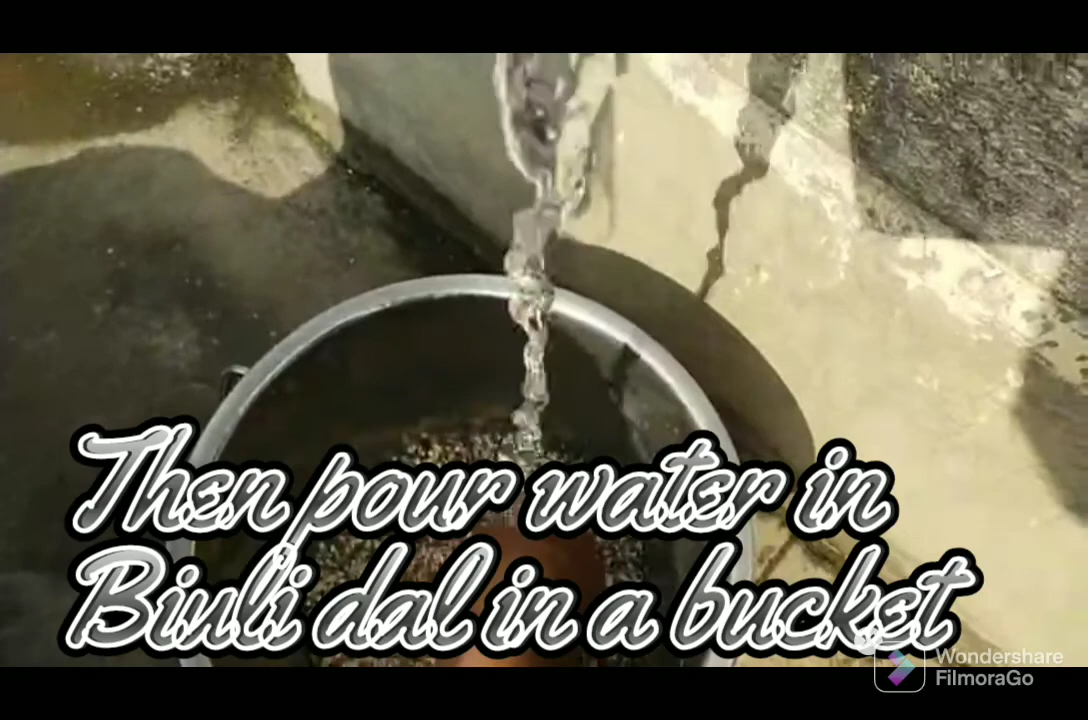 Then pour water in
Biuli dal in a bucket
Wondershare
FilmoraGo